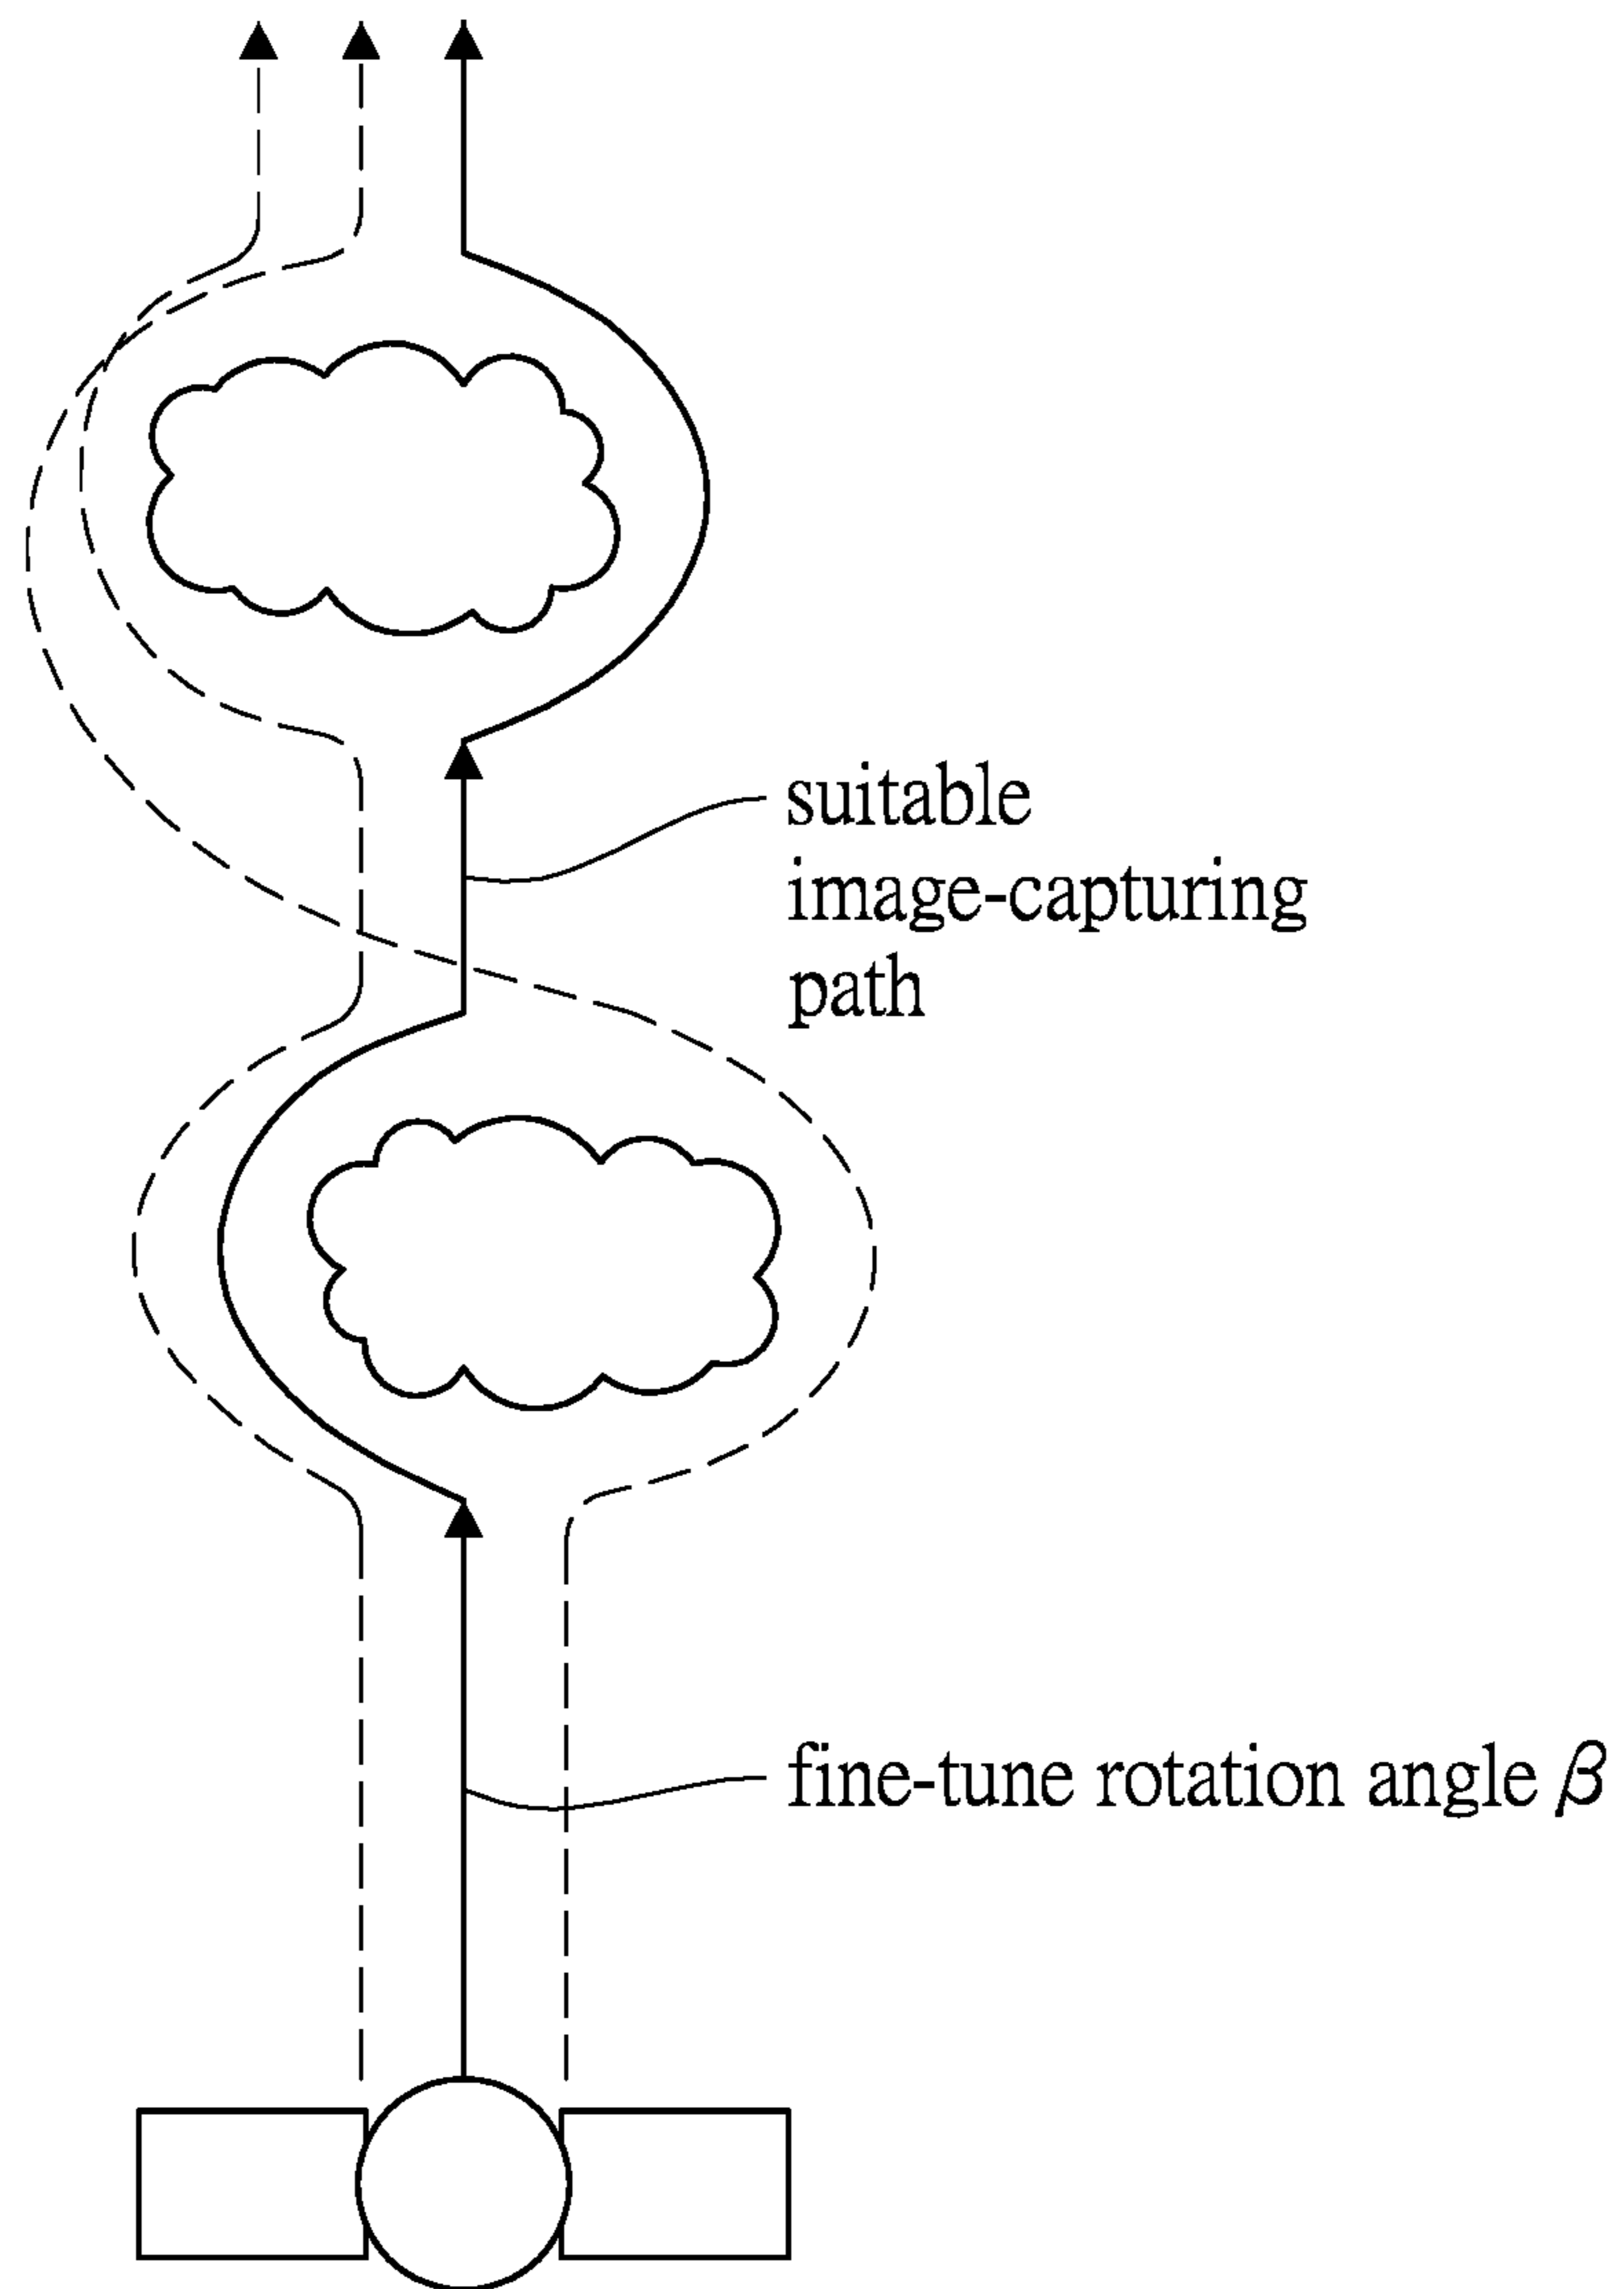 suitable
image-capturing
path
fine-tune rotation angle β